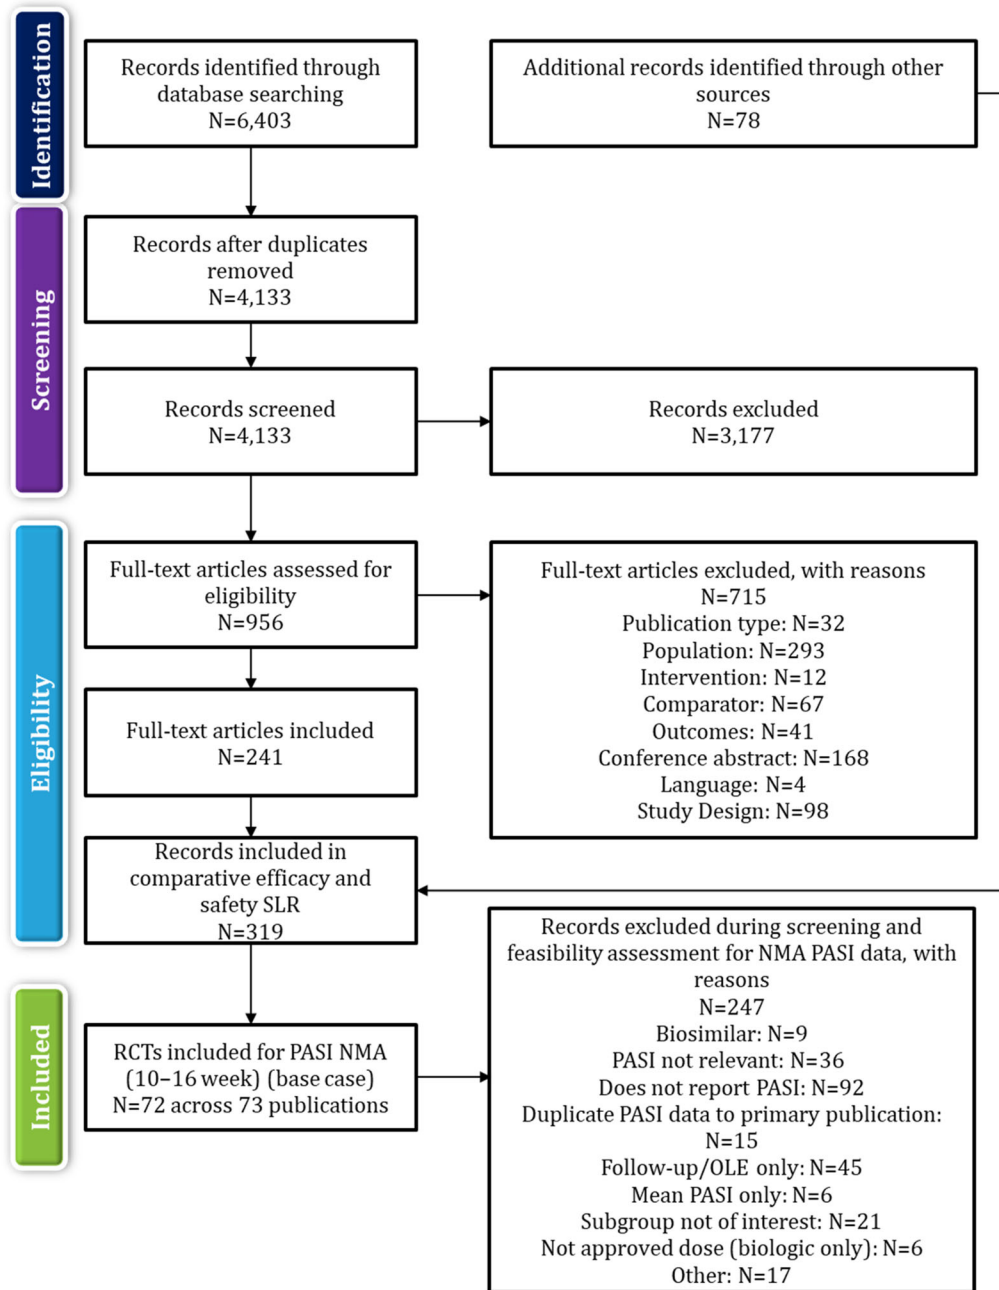 Identification
Records identified through
database searching
N=6,403
Additional records identified through other
sources
N=78
Screening
Records after duplicates
removed
N=4,133
Records screened
N=4,133
Records excluded
N=3,177
Eligibility
Full-text articles assessed for
eligibility
N=956
Full-text articles excluded, with reasons
N=715
Publication type: N=32
Population: N=293
Intervention: N=12
Comparator: N=67
Outcomes: N=41
Conference abstract: N=168
Language: N=4
Study Design: N=98
Full-text articles included
N=241
Records included in
comparative efficacy and
safety SLR
N=319
Included
RCTs included for PASI NMA
(10–16 week) (base case)
N=72 across 73 publications
Records excluded during screening and
feasibility assessment for NMA PASI data, with
reasons
N=247
Biosimilar: N=9
PASI not relevant: N=36
Does not report PASI: N=92
Duplicate PASI data to primary publication:
N=15
Follow-up/OLE only: N=45
Mean PASI only: N=6
Subgroup not of interest: N=21
Not approved dose (biologic only): N=6
Other: N=17